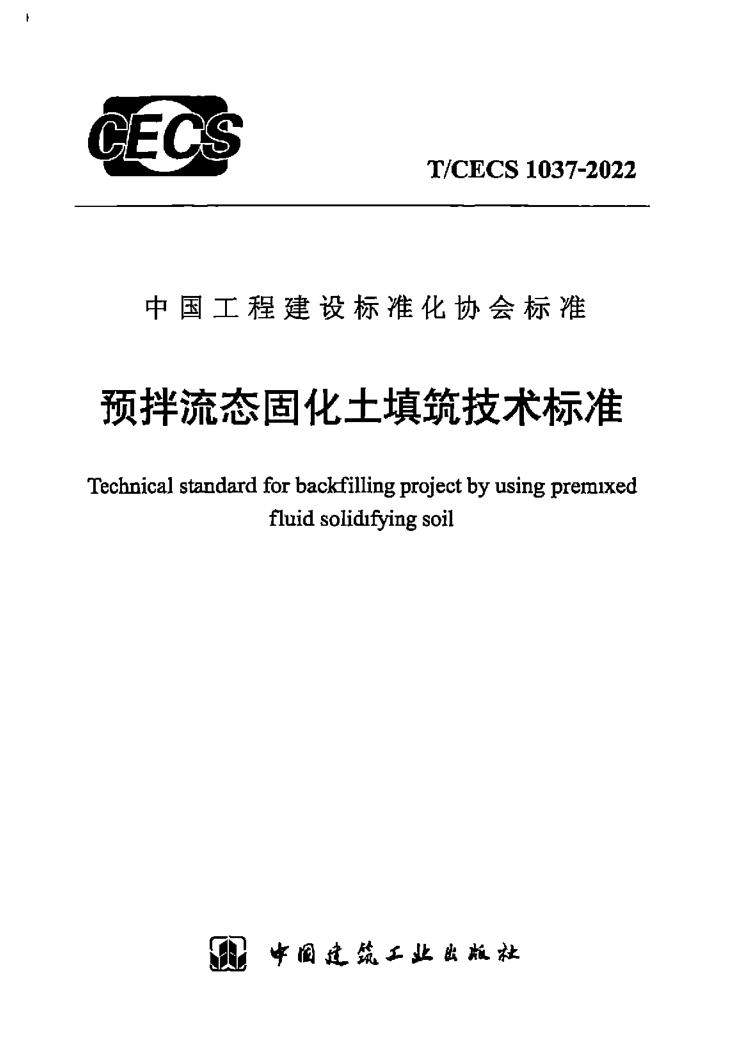 CECS
T/CECS 1037-2022
中国工程建设标准化协会标准
预拌流态固化土填筑技术标准
Technical standard for backfilling project by using premixed
fluid solidifying soil
中国建筑工业出版社